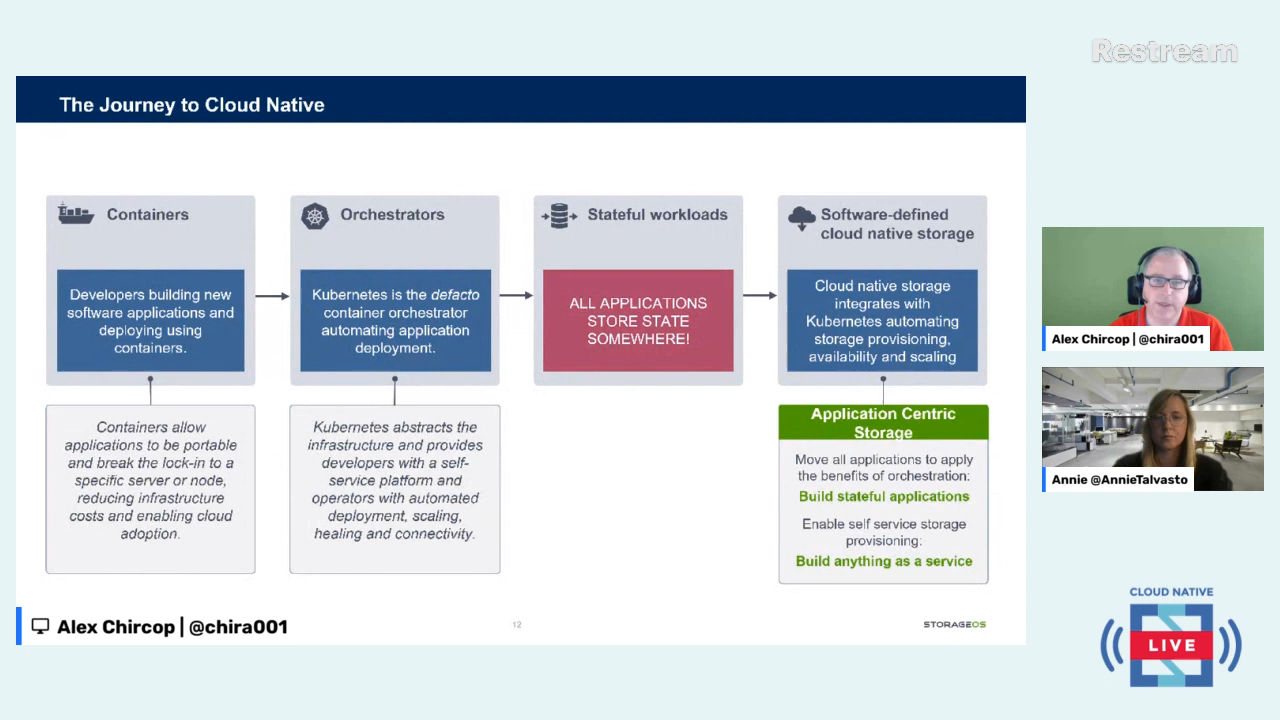 Restream
The Journey to Cloud Native
Containers
Developers building new
software applications and
deploying using
containers.
Containers allow
applications to be portable
and break the lock-in to a
specific server or node,
reducing infrastructure
costs and enabling cloud
adoption.
Orchestrators
Kubernetes is the defacto
container orchestrator
automating application
deployment.
Kubernetes abstracts the
infrastructure and provides
developers with a self-
service platform and
operators with automated
deployment, scaling,
healing and connectivity.
Stateful workloads
ALL APPLICATIONS
STORE STATE
SOMEWHERE!
Software-defined
cloud native storage
Cloud native storage
integrates with
Kubernetes automating
storage provisioning,
availability and scaling
Application Centric
Storage
Move all applications to apply
the benefits of orchestration:
Build stateful applications
Enable self service storage
provisioning:
Build anything as a service
Alex Chircop | @chira001
12
STORAGEOS
Alex Chircop | @chira001
Annie @AnnieTalvasto
CLOUD NATIVE
LIVE